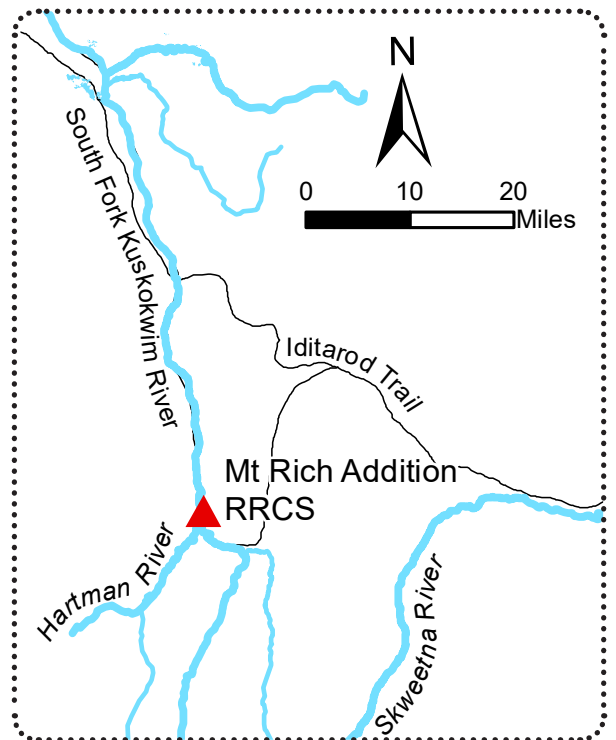 N
0 10 20
Miles
South Fork Kuskokwim River
Iditarod Trail
Mt Rich Addition
RRCS
Hartman River
Skweetna River